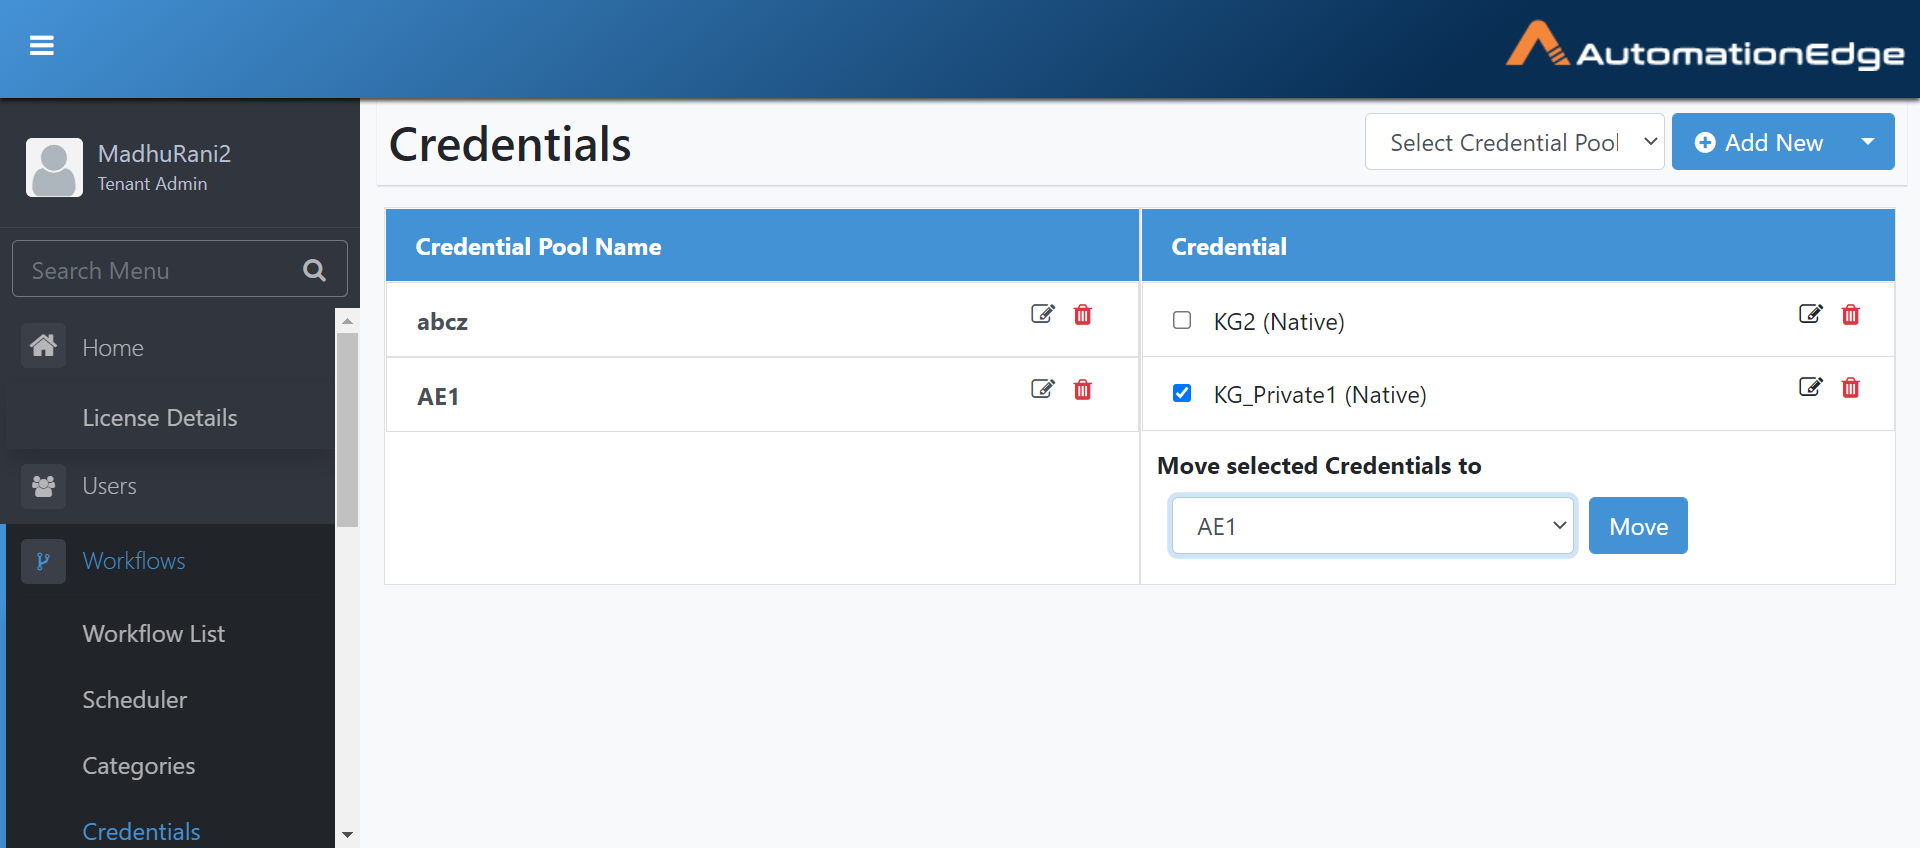 AutomationEdge
MadhuRani2
Tenant Admin
Search Menu
Home
License Details
Users
Workflows
Workflow List
Scheduler
Categories
Credentials
Credentials
Select Credential Pool
Add New
Credential Pool Name
Credential
abcz
KG2 (Native)
AE1
KG_Private1 (Native)
Move selected Credentials to
AE1
Move